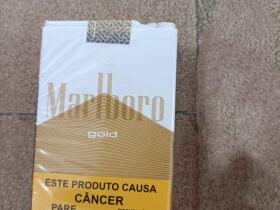 Marlboro
gold
ESTE PRODUTO CAUSA
CÂNCER
PARE